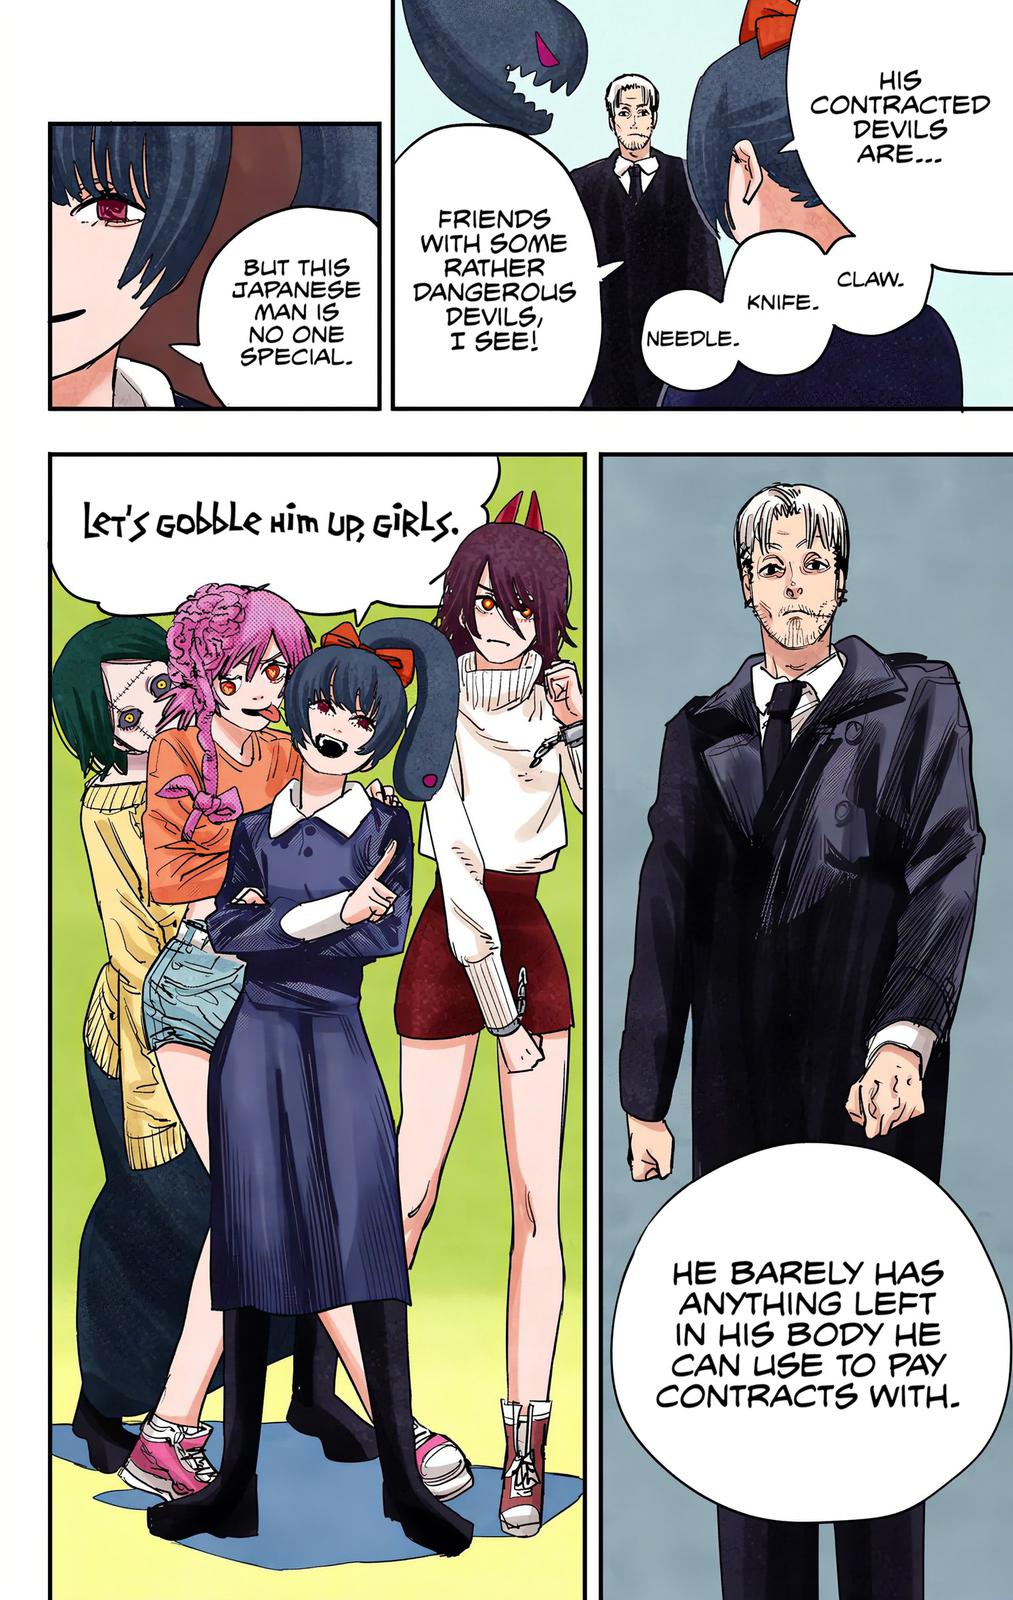 HIS
CONTRACTED
DEVILS
ARE...
CLAW.
KNIFE.
NEEDLE.
FRIENDS
WITH SOME
RATHER
DANGEROUS
DEVILS,
I SEE!
BUT THIS
JAPANESE
MAN IS
NO ONE
SPECIAL.
HE BARELY HAS
ANYTHING LEFT
IN HIS BODY HE
CAN USE TO PAY
CONTRACTS WITH.
LET'S GOBBLE HIM UP, GIRLS.